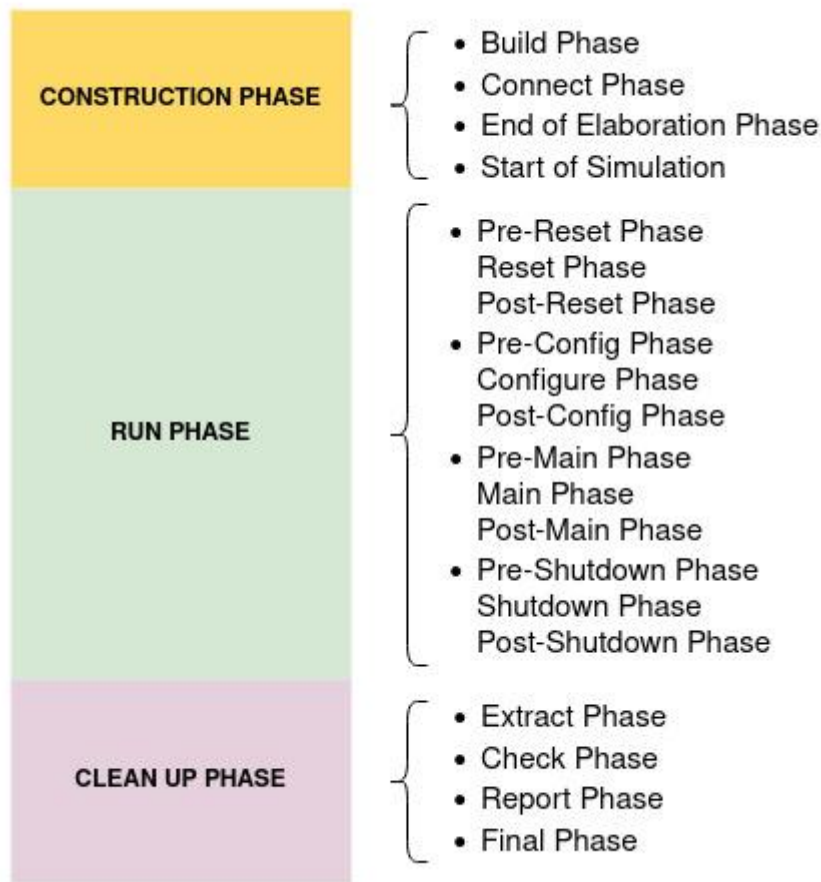 CONSTRUCTION PHASE
• Build Phase
• Connect Phase
• End of Elaboration Phase
• Start of Simulation
RUN PHASE
• Pre-Reset Phase
Reset Phase
Post-Reset Phase
• Pre-Config Phase
Configure Phase
Post-Config Phase
• Pre-Main Phase
Main Phase
Post-Main Phase
• Pre-Shutdown Phase
Shutdown Phase
Post-Shutdown Phase
CLEAN UP PHASE
• Extract Phase
• Check Phase
• Report Phase
• Final Phase